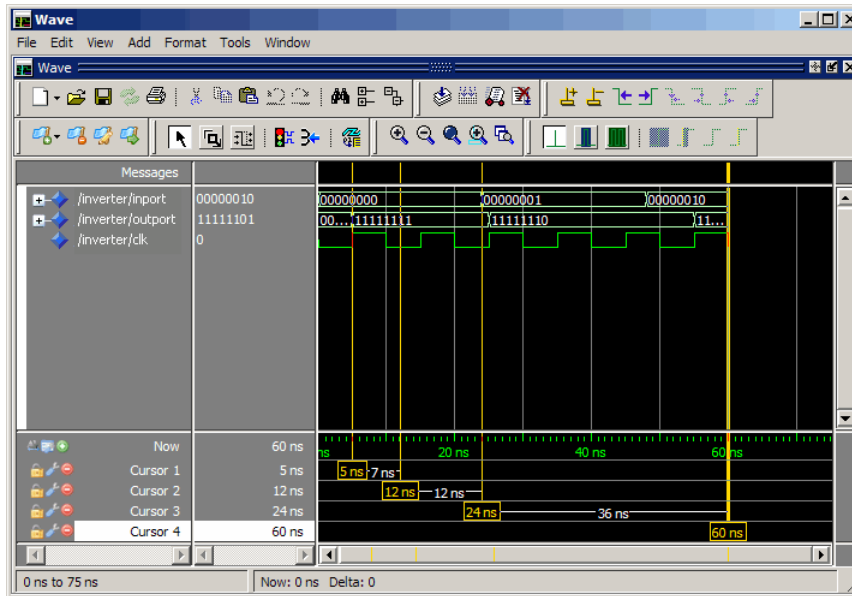 Wave
File Edit View Add Format Tools Window
Wave
Messages
/inverter/inport 00000010 00000000 00000001 00000010
/inverter/outport 11111101 00... 11111111 11111110 11...
/inverter/clk 0
Now 60 ns ns 20 ns 40 ns 60 ns
Cursor 1 5 ns 5 ns 7 ns
Cursor 2 12 ns 12 ns 12 ns
Cursor 3 24 ns 24 ns 36 ns
Cursor 4 60 ns 60 ns
0 ns to 75 ns Now: 0 ns Delta: 0